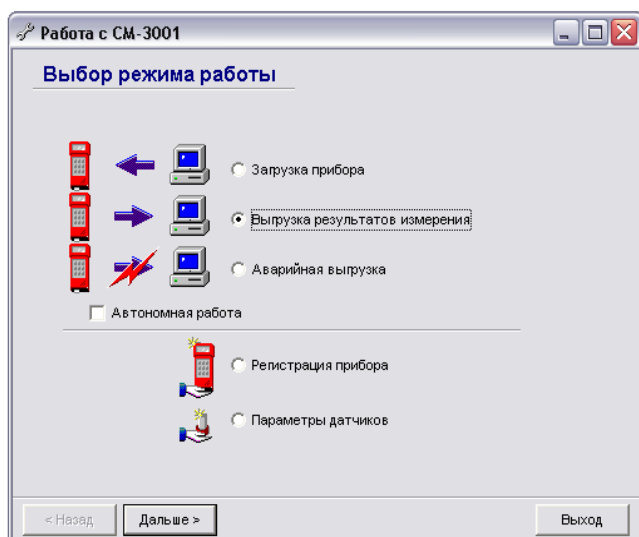 Работа с СМ-3001
Выбор режима работы
Загрузка прибора
Выгрузка результатов измерения
Аварийная выгрузка
Автономная работа
Регистрация прибора
Параметры датчиков
< Назад
Дальше >
Выход